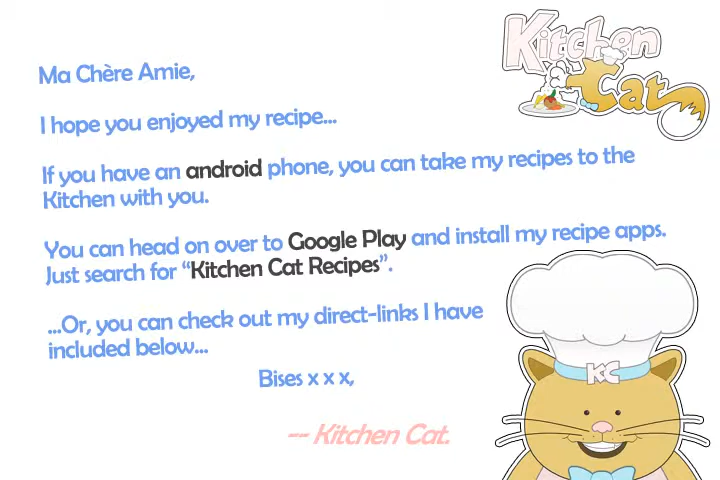 Kitchen
Cat
Ma Chère Amie,
I hope you enjoyed my recipe...
If you have an android phone, you can take my recipes to the
Kitchen with you.
You can head on over to Google Play and install my recipe apps.
Just search for “Kitchen Cat Recipes”.
...Or, you can check out my direct-links I have
included below...
Bises x x x,
-- Kitchen Cat.
KC